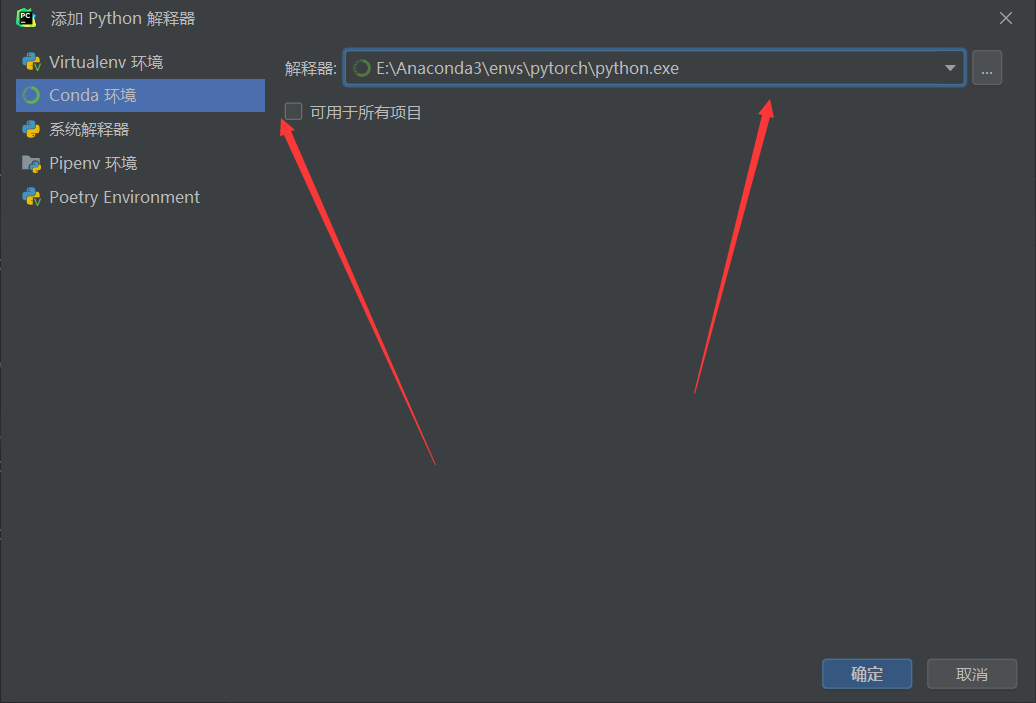 添加 Python 解释器
Virtualenv 环境
Conda 环境
系统解释器
Pipenv 环境
Poetry Environment
解释器: E:\Anaconda3\envs\pytorch\python.exe ...
可用于所有项目
确定 取消